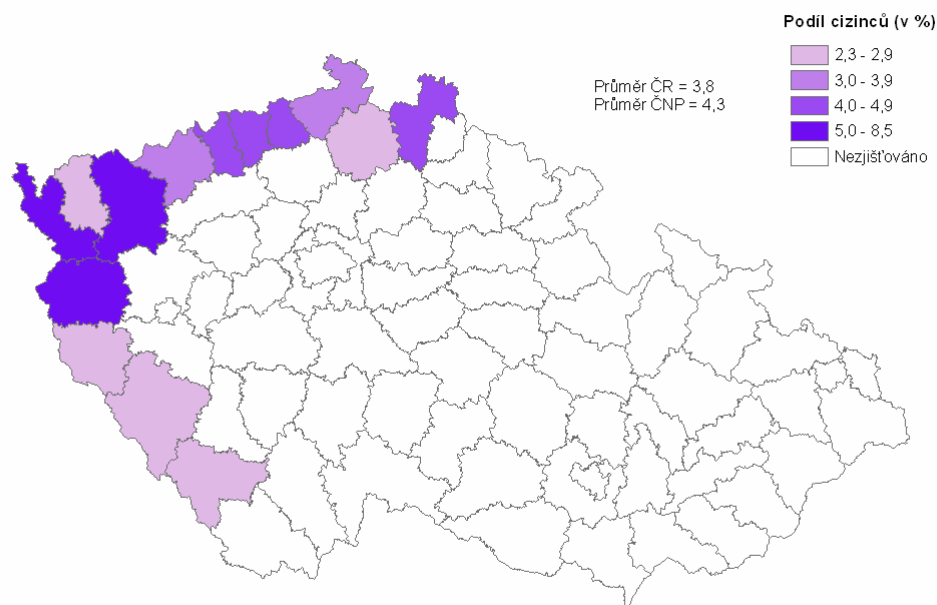 Podíl cizinců (v %)
2,3 - 2,9
3,0 - 3,9
4,0 - 4,9
5,0 - 8,5
Nezjišťováno
Průměr ČR = 3,8
Průměr ČNP = 4,3